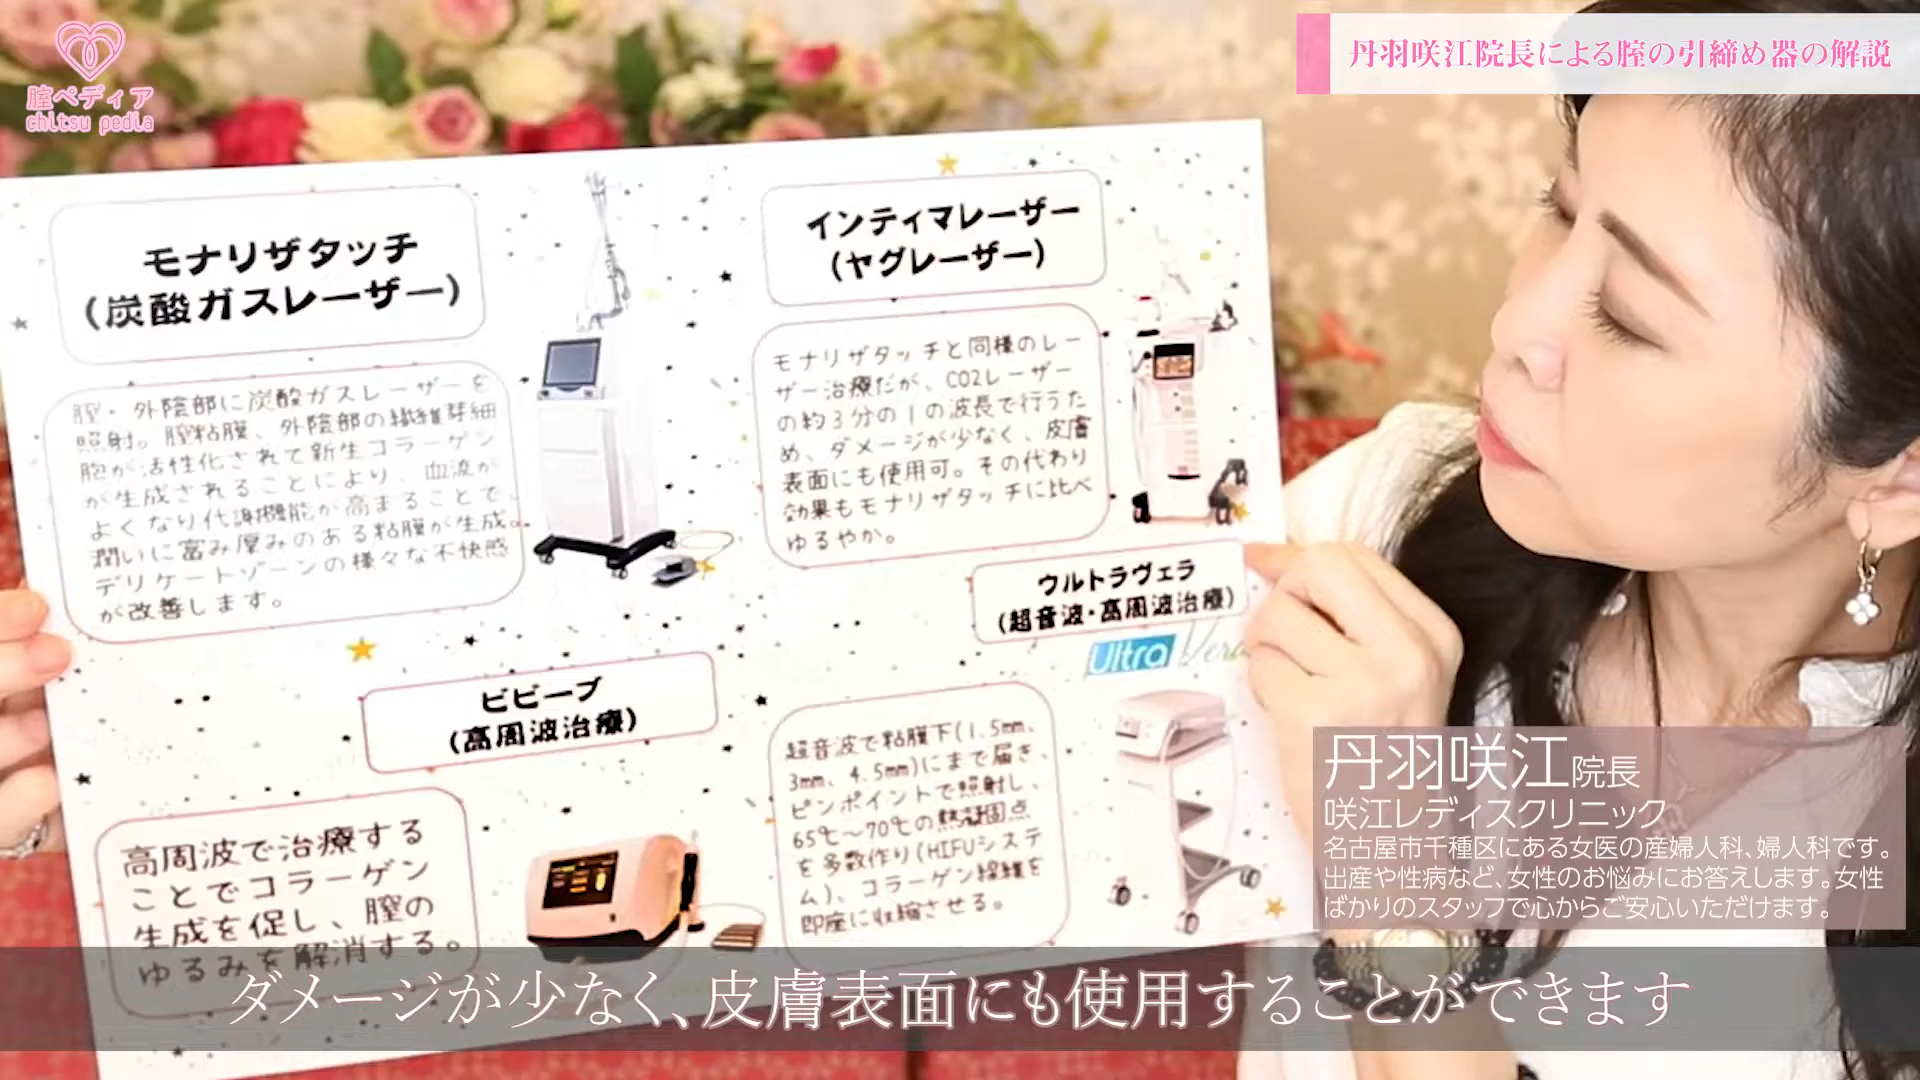 膣ペディア
chitsu pedia
丹羽咲江院長による膣の引締め器の解説
モナリザタッチ
(炭酸ガスレーザー)
膣・外陰部に炭酸ガスレーザーを
照射。膣粘膜、外陰部の繊維芽細
胞が活性化されて新生コラーゲン
が生成されることにより、血流が
よくなり代謝機能が高まることで、
潤いに富み厚みのある粘膜が生成。
デリケートゾーンの様々な不快感
が改善します。
インティマレーザー
(ヤグレーザー)
モナリザタッチと同様のレー
ザー治療だが、CO2レーザー
の約3分の1の波長で行うた
め、ダメージが少なく、皮膚
表面にも使用可。その代わり
効果もモナリザタッチに比べ
ゆるやか。
ビビーブ
(高周波治療)
高周波で治療する
ことでコラーゲン
生成を促し、膣の
ゆるみを解消する。
ウルトラヴェラ
(超音波・高周波治療)
Ultra Vera
超音波で粘膜下(1.5mm、
3mm、4.5mm)にまで届き、
ピンポイントで照射し、
65℃～70℃の熱凝固点
を多数作り(HIFUシステ
ム)、コラーゲン線維を
即座に収縮させる。
丹羽咲江院長
咲江レディスクリニック
名古屋市千種区にある女医の産婦人科、婦人科です。
出産や性病など、女性のお悩みにお答えします。女性
ばかりのスタッフで心からご安心いただけます。
ダメージが少なく、皮膚表面にも使用することができます